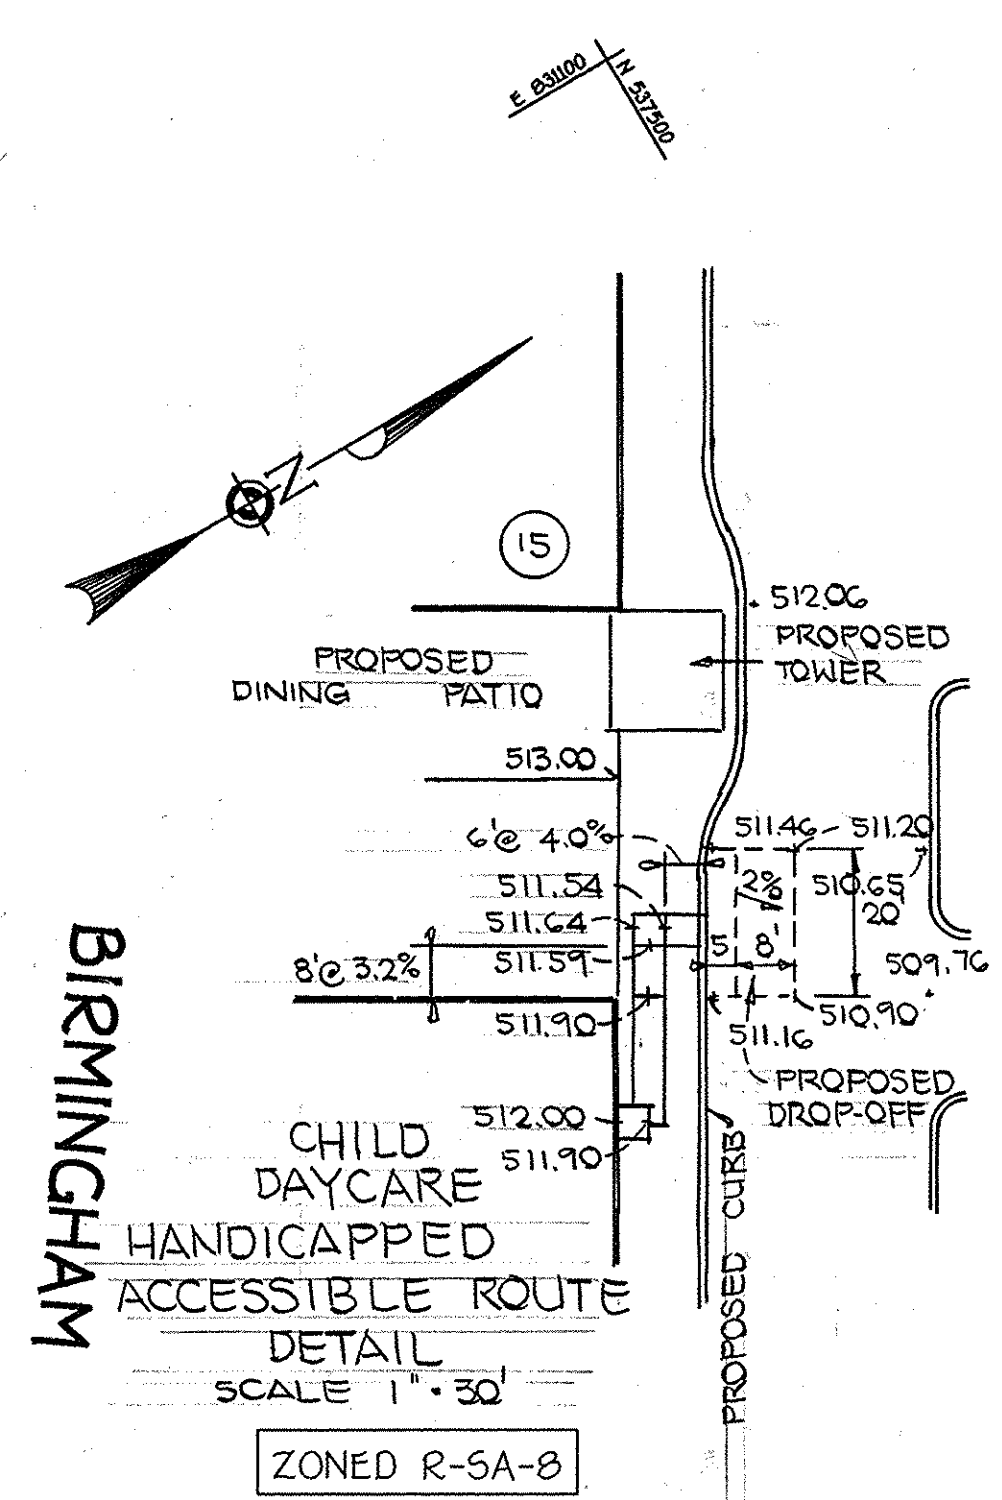 E 831100
N 537500
N
15
512.06
PROPOSED
TOWER
PROPOSED
DINING PATIO
513.00
6'@ 4.0%
511.46
511.20
511.54
2%
510.65
20'
511.64
511.59
5'
8'
509.76
8'@ 3.2%
511.90
511.16
510.90
PROPOSED
DROP-OFF
512.00
511.90
PROPOSED CURB
BIRMINGHAM
CHILD
DAYCARE
HANDICAPPED
ACCESSIBLE ROUTE
DETAIL
SCALE 1" = 30'
ZONED R-SA-8